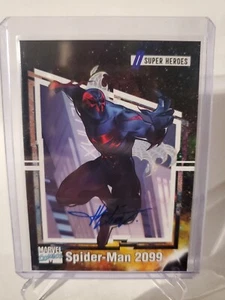 SUPER HEROES
MARVEL
Spider-Man 2099